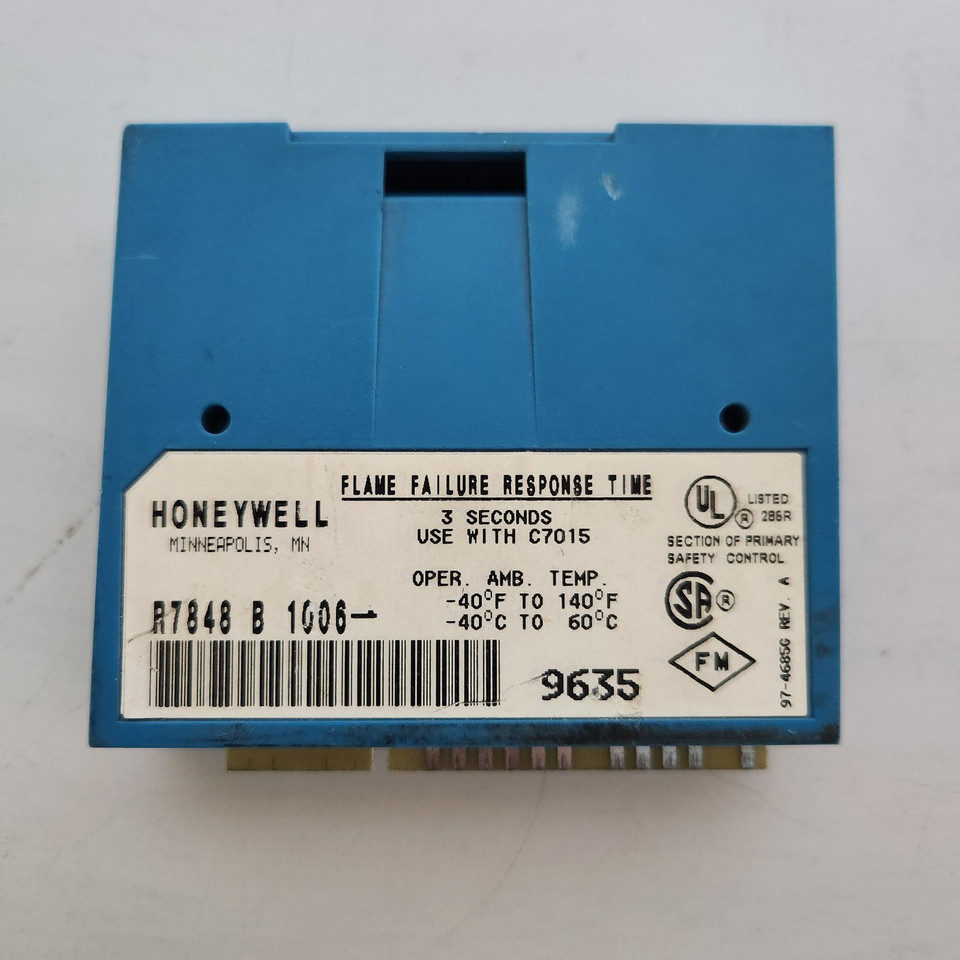 FLAME FAILURE RESPONSE TIME
HONEYWELL
MINNEAPOLIS, MN
3 SECONDS
USE WITH C7015
UL ® LISTED
2B6R
SECTION OF PRIMARY
SAFETY CONTROL
OPER. AMB. TEMP.
-40°F TO 140°F
-40°C TO 60°C
SA ®
R7848 B 1006-
FM
9635
97-4685G REV. A